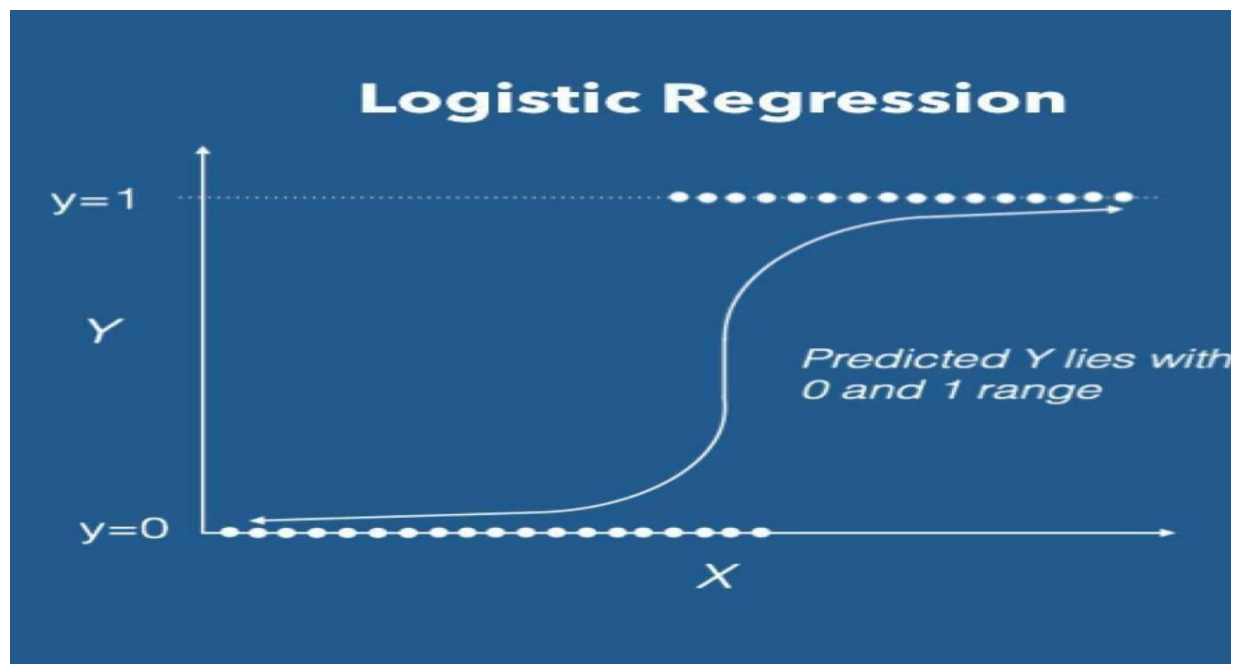 Logistic Regression
y=1
Y
Predicted Y lies with
0 and 1 range
y=0
X